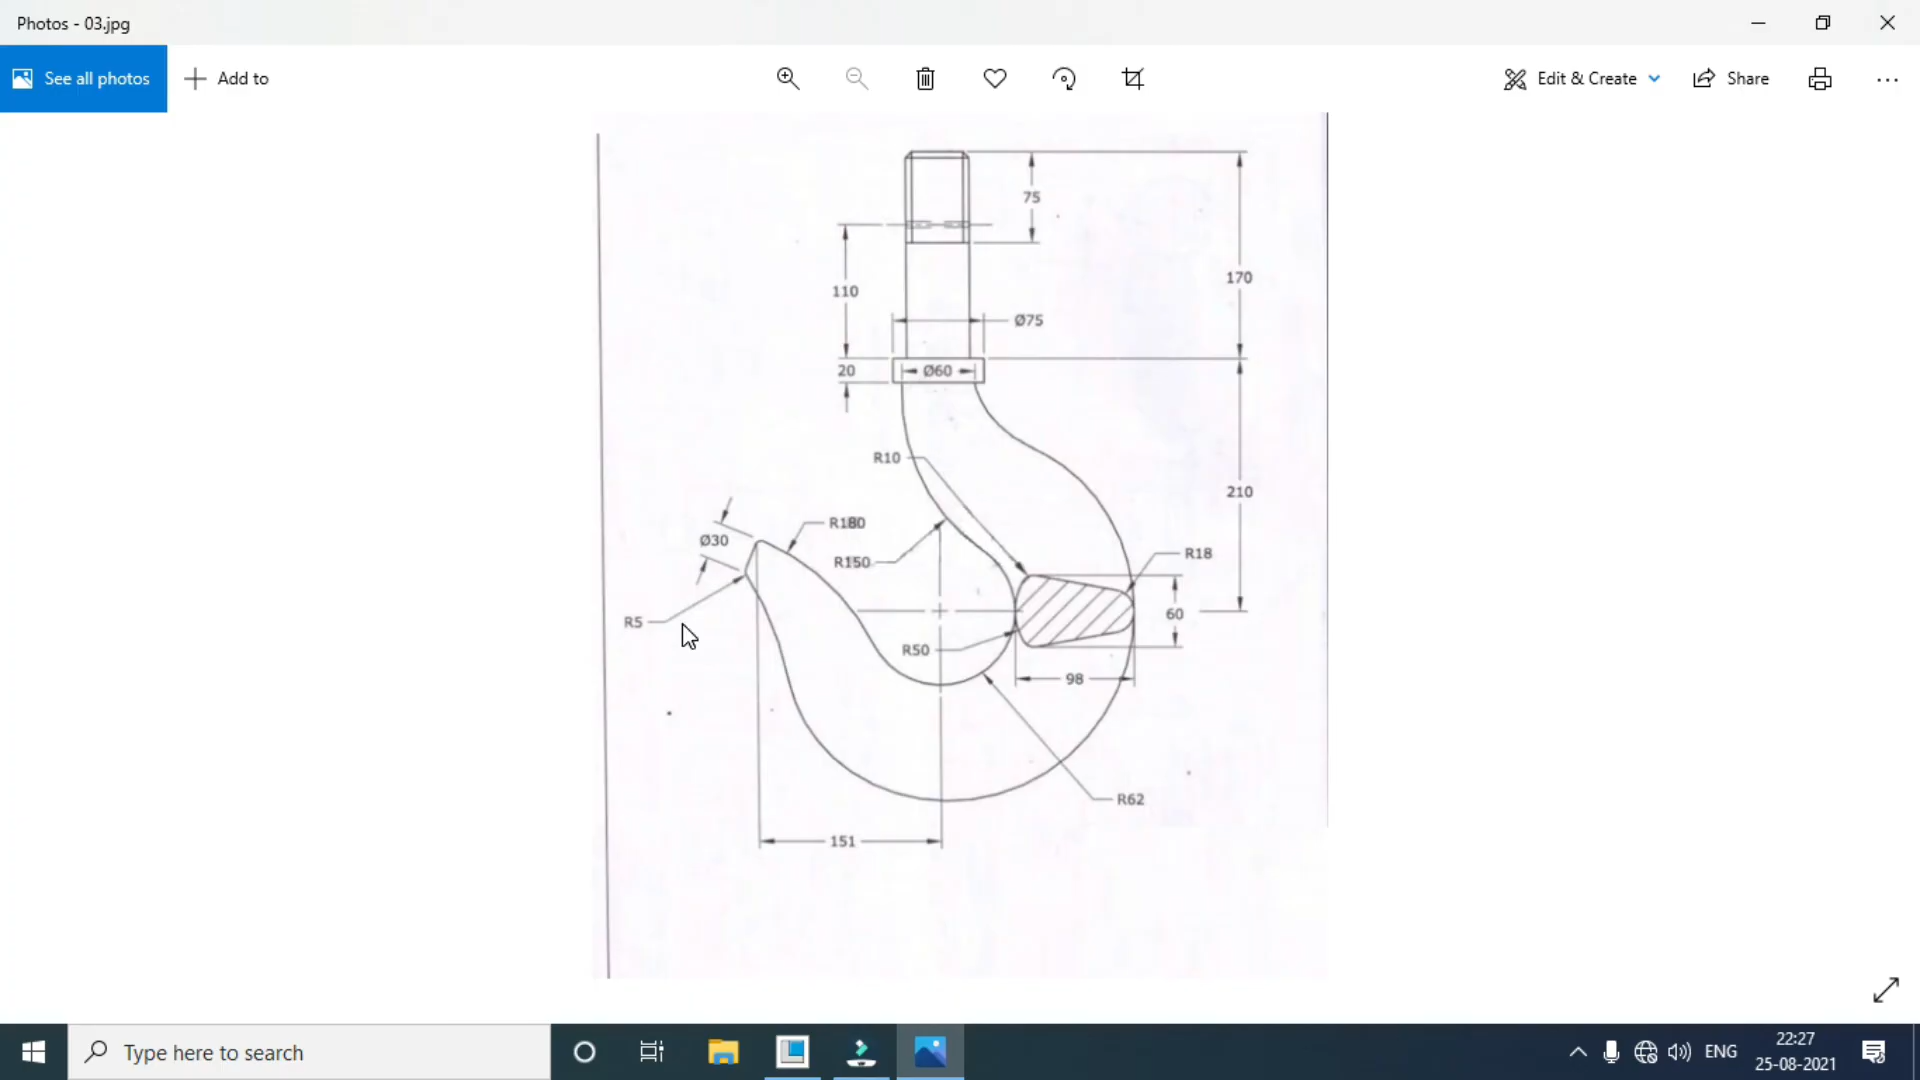 Photos - 03.jpg
See all photos
Add to
Edit & Create
Share
75
170
110
Ø75
20
Ø60
R10
210
R180
Ø30
R150
R18
60
R5
R50
98
R62
151
Type here to search
ENG
22:27
25-08-2021